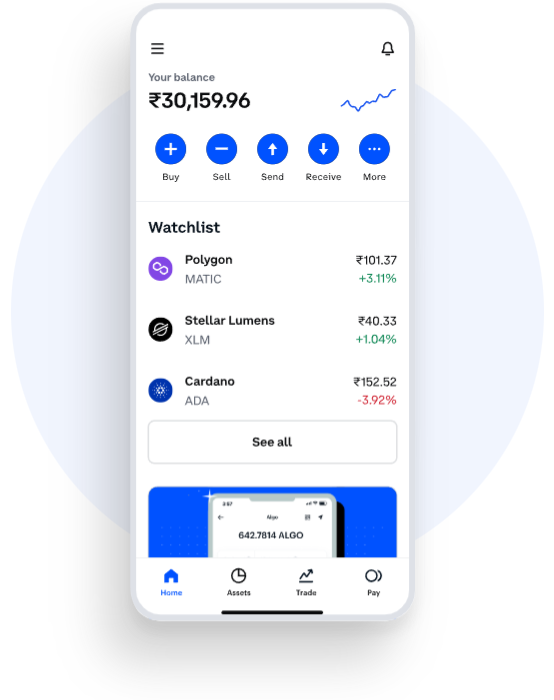 Your balance
₹30,159.96
Buy Sell Send Receive More
Watchlist
Polygon ₹101.37
MATIC +3.11%
Stellar Lumens ₹40.33
XLM +1.04%
Cardano ₹152.52
ADA -3.92%
See all
3:57
Algo
642.7814 ALGO
Home Assets Trade Pay